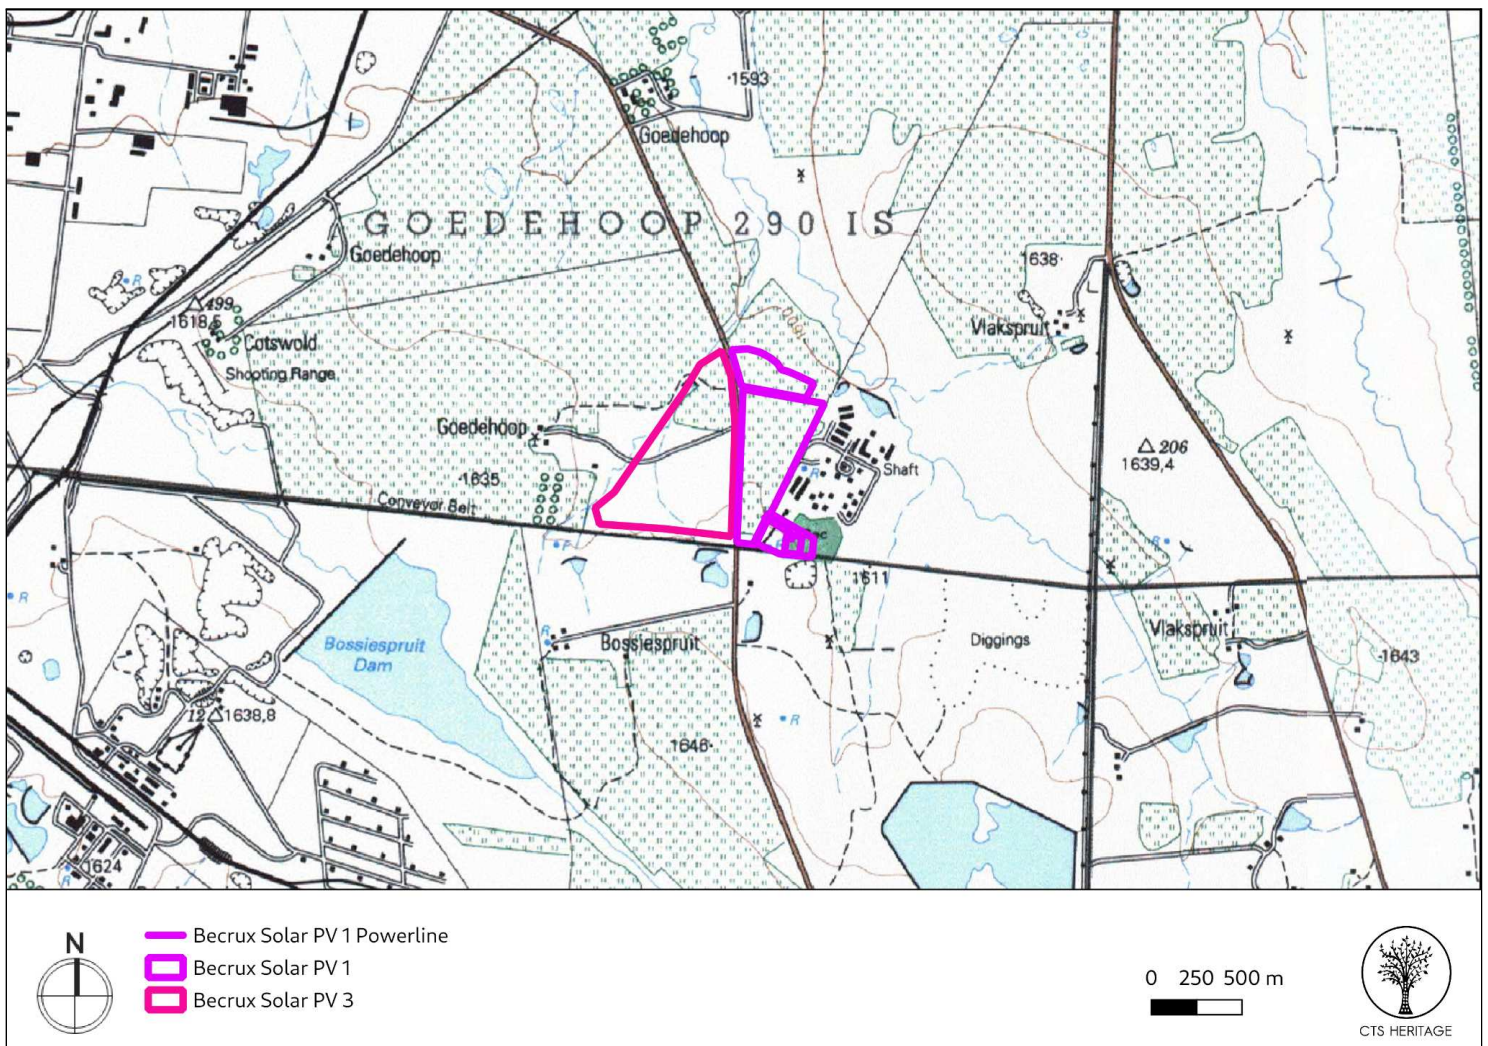 1593
Goedehoop
GOEDEHOOP 290 IS
Goedehoop
1638
R
499
1618,5
1600
Vlakspruit
Cotswold
Shooting Range
Goedehoop
206
1639,4
R
Shaft
1635
Conveyor Belt
R
1611
R
R
Bossiespruit
Dam
Bossiespruit
Diggings
Vlakspruit
1643
12
1638,8
R
1646
1624
R
N
Becrux Solar PV 1 Powerline
Becrux Solar PV 1
Becrux Solar PV 3
0 250 500 m
CTS HERITAGE